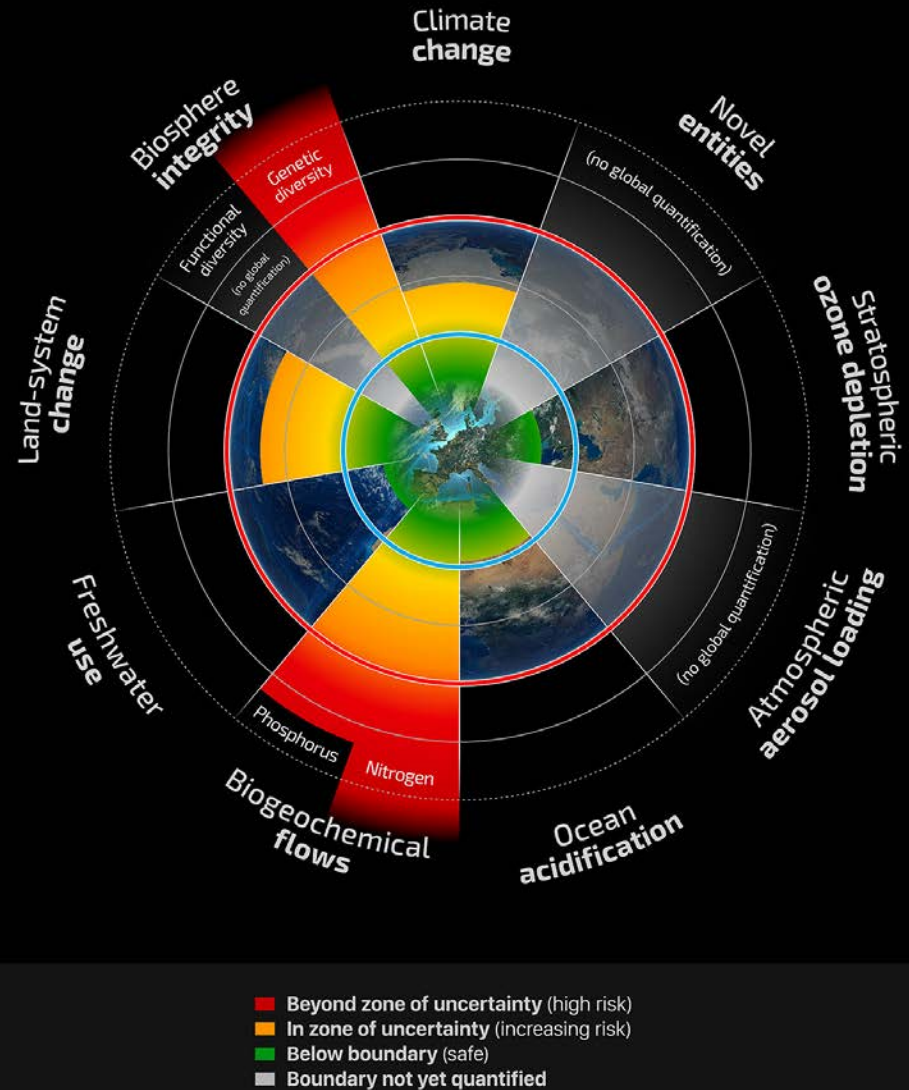 Climate
change
Novel
entities
(no global quantification)
Stratospheric
ozone depletion
Atmospheric
aerosol loading
(no global quantification)
Ocean
acidification
Biogeochemical
flows
Phosphorus
Nitrogen
Freshwater
use
Land-system
change
Biosphere
integrity
Functional
diversity
(no global
quantification)
Genetic
diversity
Beyond zone of uncertainty (high risk)
In zone of uncertainty (increasing risk)
Below boundary (safe)
Boundary not yet quantified